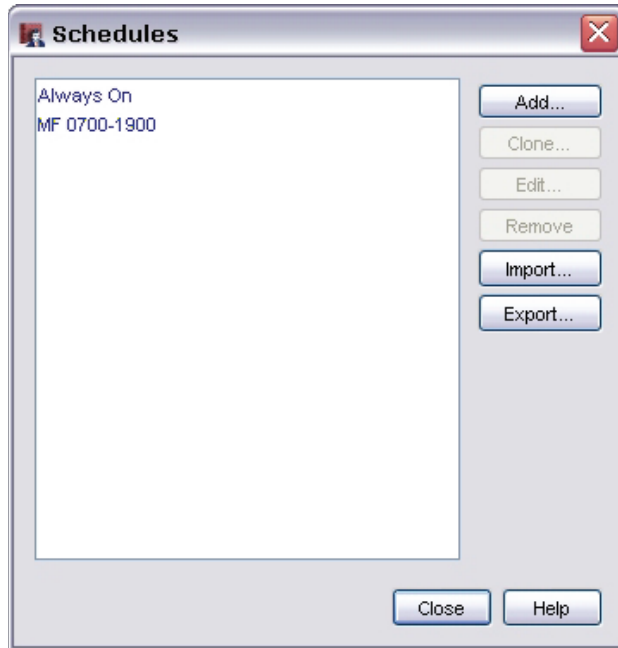 Schedules
Always On
MF 0700-1900
Add...
Clone...
Edit...
Remove
Import...
Export...
Close
Help